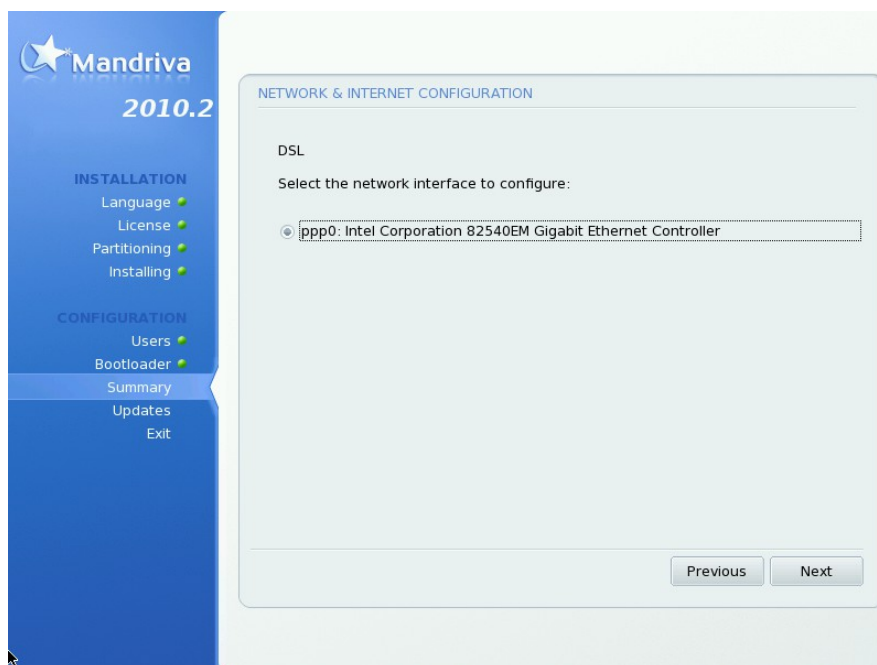 Mandriva
2010.2
INSTALLATION
Language
License
Partitioning
Installing
CONFIGURATION
Users
Bootloader
Summary
Updates
Exit
NETWORK & INTERNET CONFIGURATION
DSL
Select the network interface to configure:
ppp0: Intel Corporation 82540EM Gigabit Ethernet Controller
Previous
Next